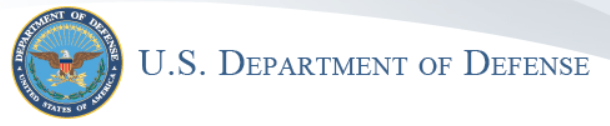 DEPARTMENT OF DEFENSE
UNITED STATES OF AMERICA
U.S. DEPARTMENT OF DEFENSE